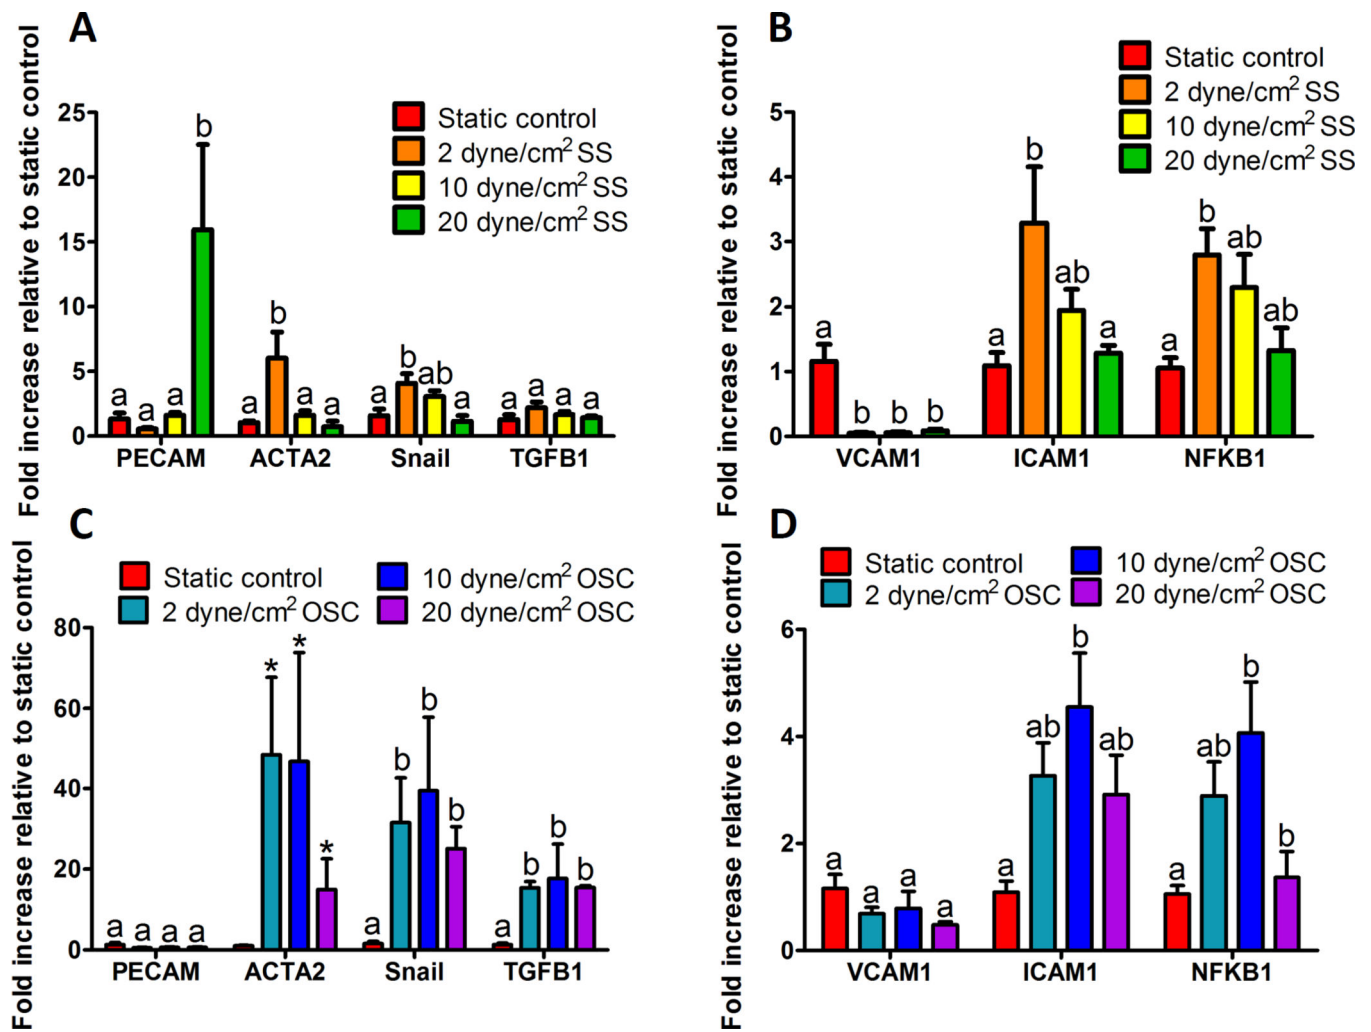 A
Fold increase relative to static control
Static control
2 dyne/cm² SS
10 dyne/cm² SS
20 dyne/cm² SS
25
20
15
10
5
0
a a a b
a b a a
a b ab a
a a a a
PECAM ACTA2 Snail TGFB1
B
Fold increase relative to static control
Static control
2 dyne/cm² SS
10 dyne/cm² SS
20 dyne/cm² SS
5
4
3
2
1
0
a b b b
a b ab a
a b ab ab
VCAM1 ICAM1 NFKB1
C
Fold increase relative to static control
Static control 10 dyne/cm² OSC
2 dyne/cm² OSC 20 dyne/cm² OSC
80
60
40
20
0
a a a a
* * *
a b b b
a b b b
PECAM ACTA2 Snail TGFB1
D
Fold increase relative to static control
Static control 10 dyne/cm² OSC
2 dyne/cm² OSC 20 dyne/cm² OSC
6
4
2
0
a a a a
a ab b ab
a ab b b
VCAM1 ICAM1 NFKB1